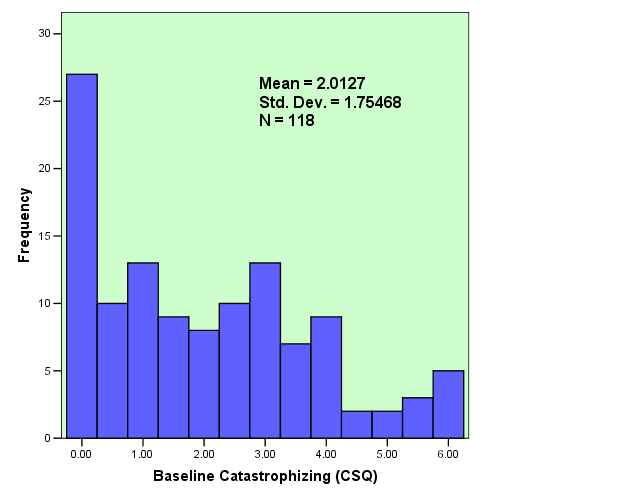 30
25
20
15
10
5
0
Frequency
Mean = 2.0127
Std. Dev. = 1.75468
N = 118
0.00 1.00 2.00 3.00 4.00 5.00 6.00
Baseline Catastrophizing (CSQ)